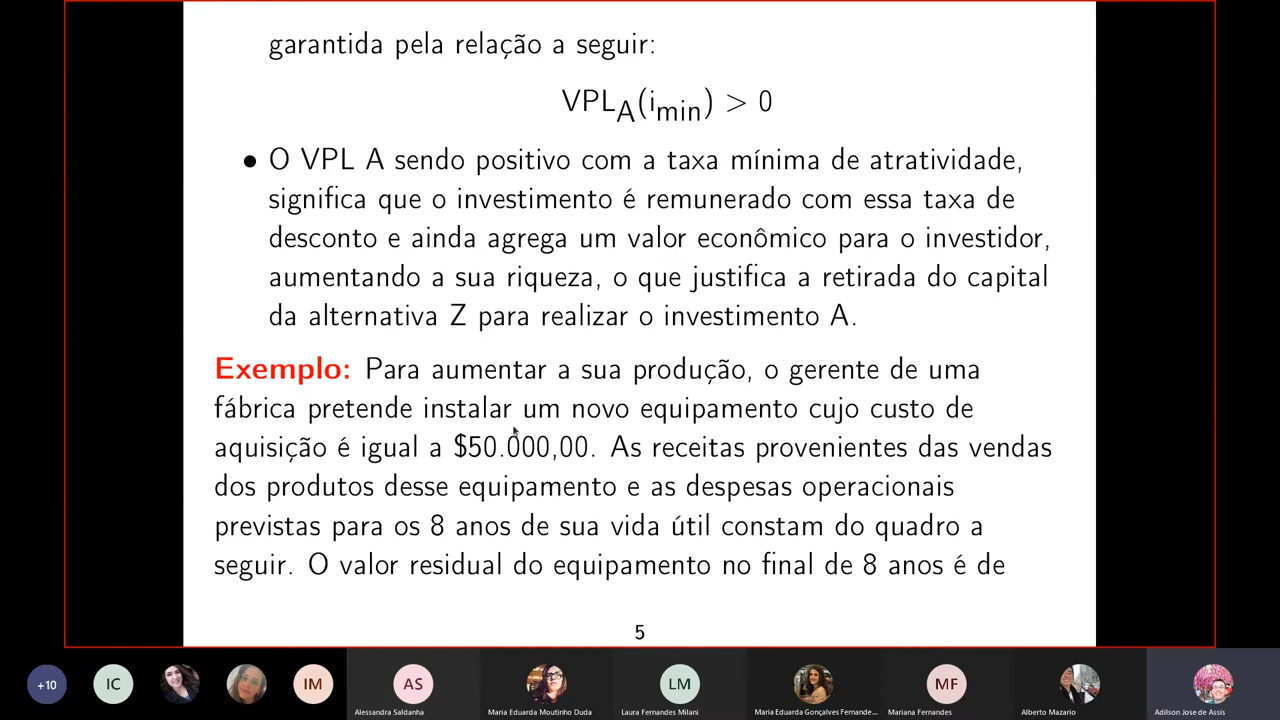 garantida pela relação a seguir:
VPL_A(i_min) > 0
• O VPL A sendo positivo com a taxa mínima de atratividade,
significa que o investimento é remunerado com essa taxa de
desconto e ainda agrega um valor econômico para o investidor,
aumentando a sua riqueza, o que justifica a retirada do capital
da alternativa Z para realizar o investimento A.
Exemplo: Para aumentar a sua produção, o gerente de uma
fábrica pretende instalar um novo equipamento cujo custo de
aquisição é igual a $50.000,00. As receitas provenientes das vendas
dos produtos desse equipamento e as despesas operacionais
previstas para os 8 anos de sua vida útil constam do quadro a
seguir. O valor residual do equipamento no final de 8 anos é de
5
+10 IC IM AS LM MF
Alessandra Saldanha Maria Eduarda Moutinho Duda Laura Fernandes Milani Maria Eduarda Gonçalves Fernande... Mariana Fernandes Alberto Mazario Adilson Jose de Assis